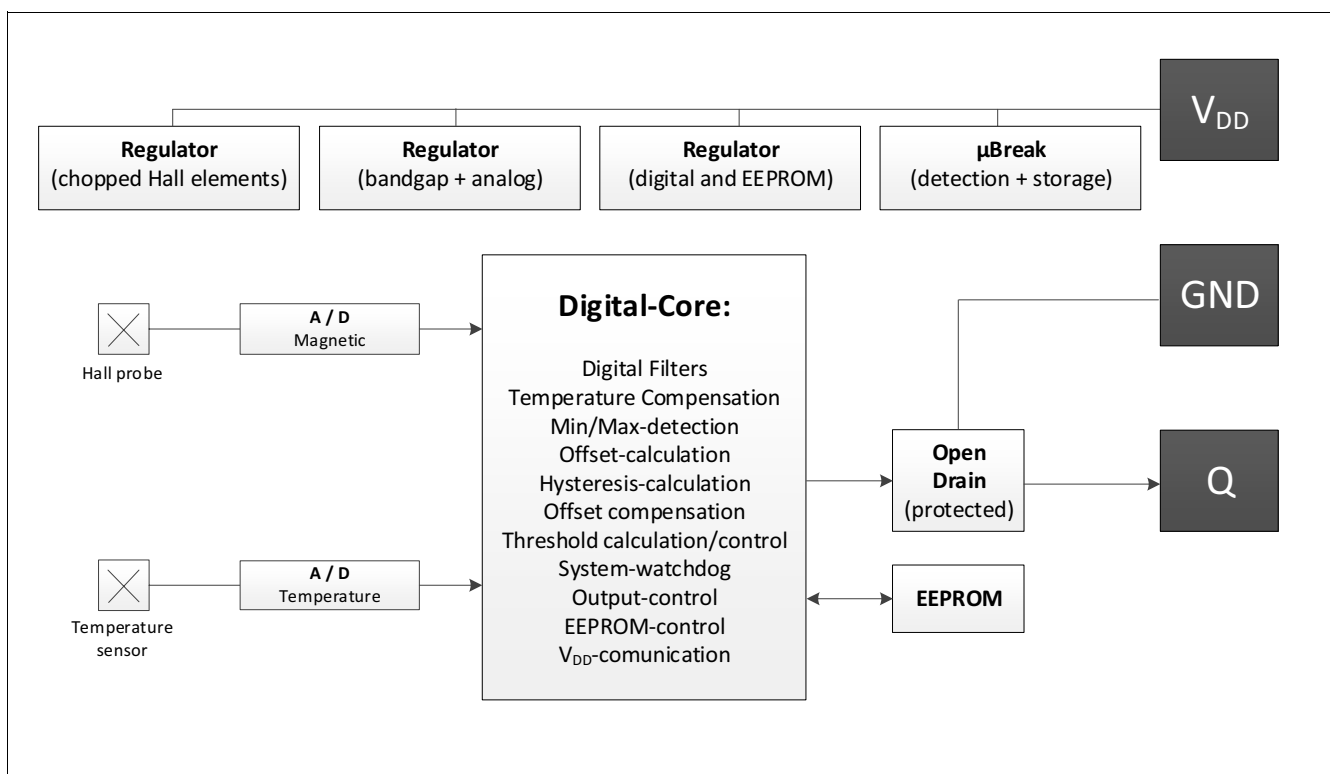 V_DD
Regulator
(chopped Hall elements)
Regulator
(bandgap + analog)
Regulator
(digital and EEPROM)
µBreak
(detection + storage)
GND
Digital-Core:
Digital Filters
Temperature Compensation
Min/Max-detection
Offset-calculation
Hysteresis-calculation
Offset compensation
Threshold calculation/control
System-watchdog
Output-control
EEPROM-control
V_DD-comunication
A / D
Magnetic
Hall probe
A / D
Temperature
Temperature
sensor
Open
Drain
(protected)
Q
EEPROM